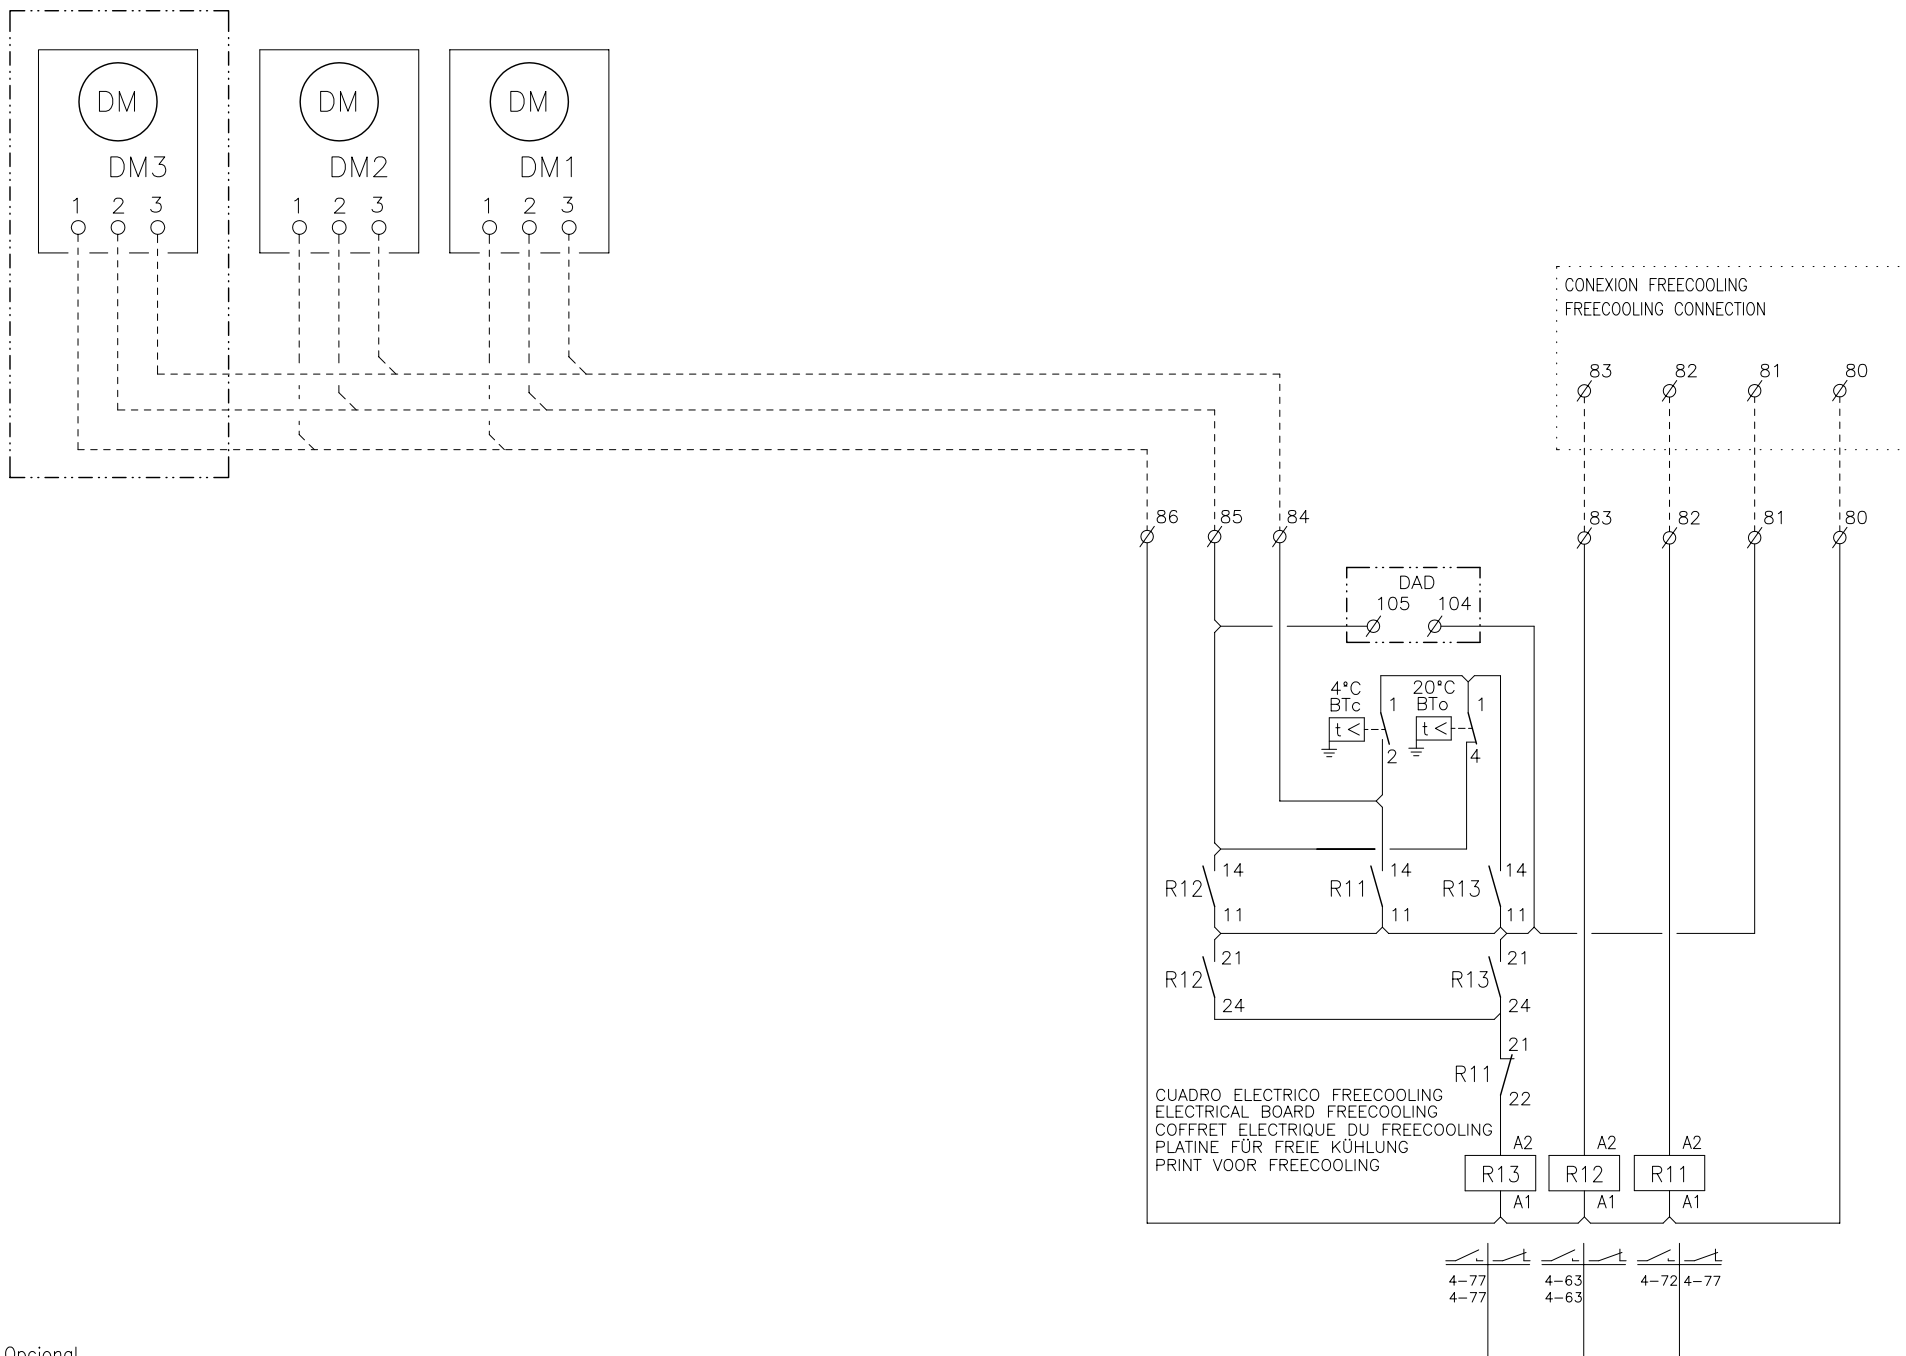 DM DM DM
DM3 DM2 DM1
1 2 3 1 2 3 1 2 3
CONEXION FREECOOLING
FREECOOLING CONNECTION
83 82 81 80
86 85 84 83 82 81 80
DAD
105 104
4°C 20°C
BTc 1 BTo 1
t < t <
2 4
14 14 14
R12 R11 R13
11 11 11
21 21
R12 R13
24 24
21
R11
22
CUADRO ELECTRICO FREECOOLING
ELECTRICAL BOARD FREECOOLING
COFFRET ELECTRIQUE DU FREECOOLING
PLATINE FÜR FREIE KÜHLUNG
PRINT VOOR FREECOOLING
A2 A2 A2
R13 R12 R11
A1 A1 A1
4-77 4-63 4-72 4-77
4-77 4-63
Opcional